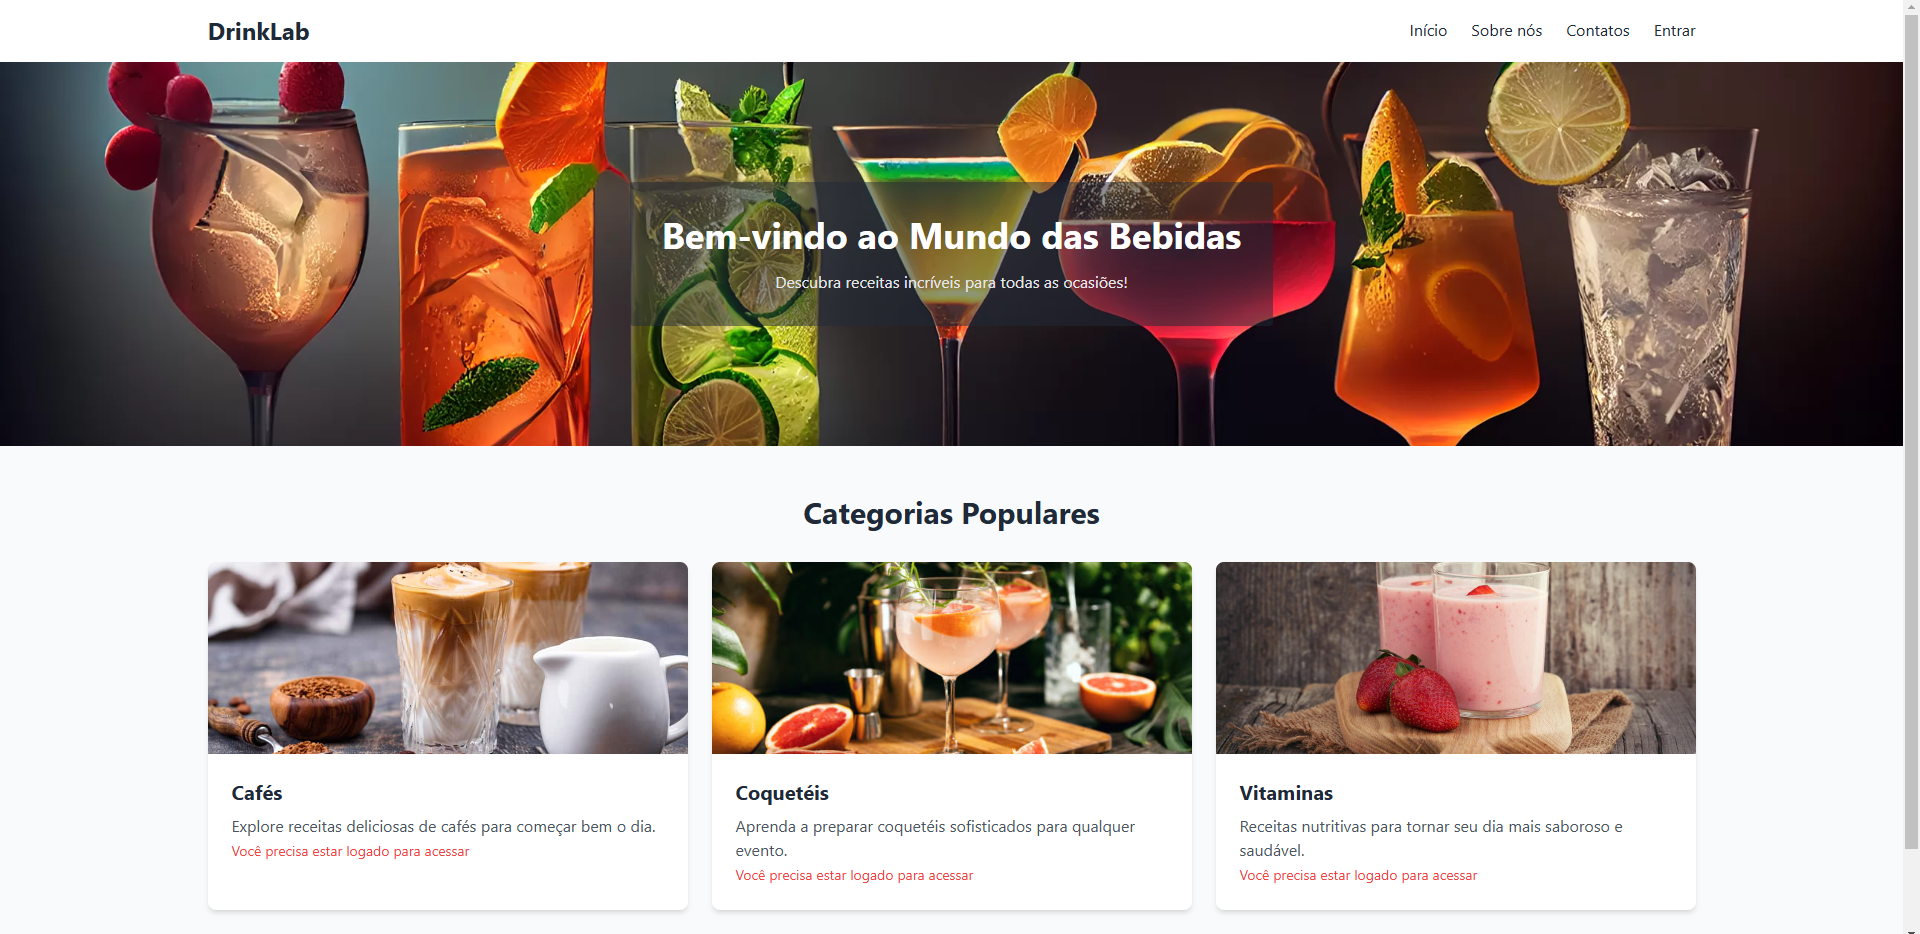 DrinkLab
Início Sobre nós Contatos Entrar
Bem-vindo ao Mundo das Bebidas
Descubra receitas incríveis para todas as ocasiões!
Categorias Populares
Cafés
Explore receitas deliciosas de cafés para começar bem o dia.
Você precisa estar logado para acessar
Coquetéis
Aprenda a preparar coquetéis sofisticados para qualquer
evento.
Você precisa estar logado para acessar
Vitaminas
Receitas nutritivas para tornar seu dia mais saboroso e
saudável.
Você precisa estar logado para acessar